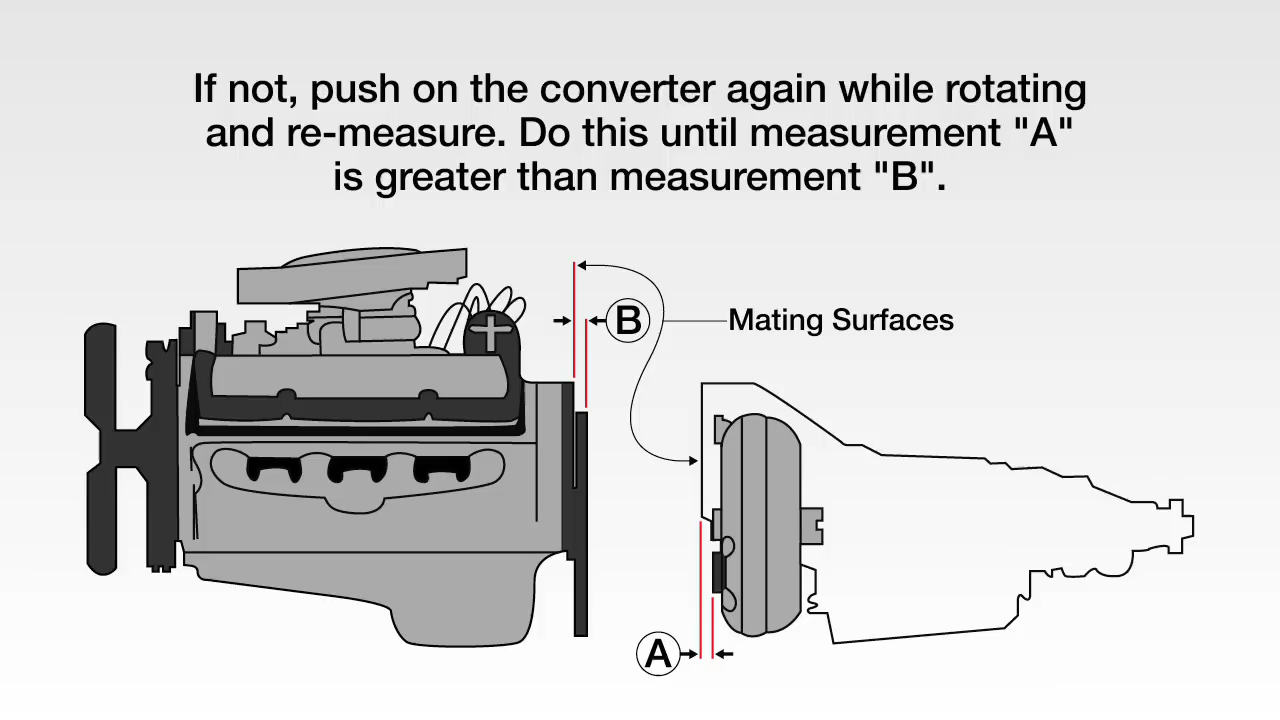 If not, push on the converter again while rotating
and re-measure. Do this until measurement "A"
is greater than measurement "B".
B
Mating Surfaces
A